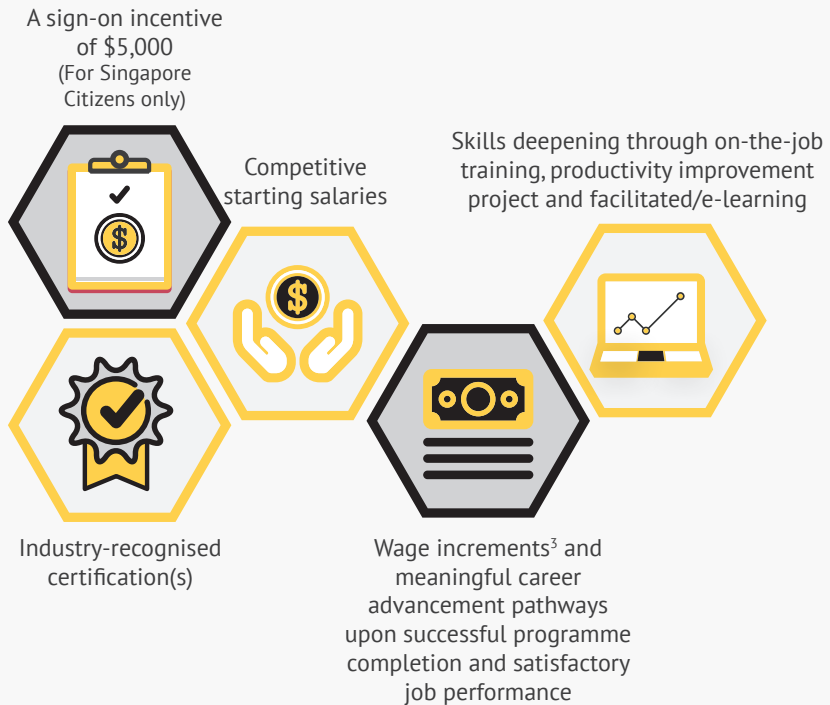 A sign-on incentive
of $5,000
(For Singapore
Citizens only)
$
Competitive
starting salaries
$
Skills deepening through on-the-job
training, productivity improvement
project and facilitated/e-learning
Industry-recognised
certification(s)
Wage increments³ and
meaningful career
advancement pathways
upon successful programme
completion and satisfactory
job performance